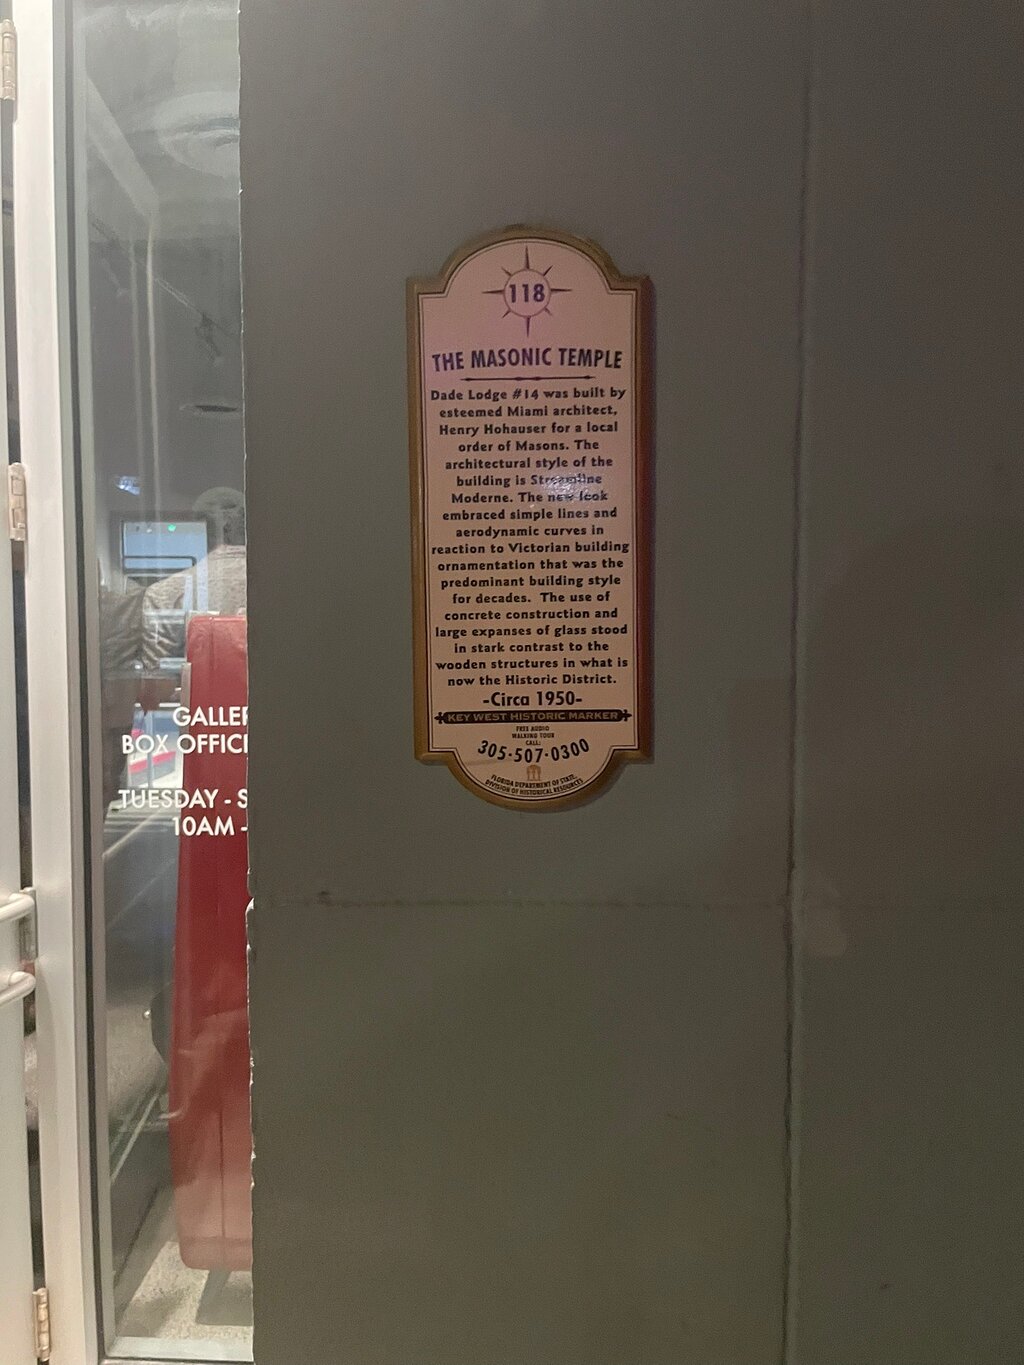 118
THE MASONIC TEMPLE
Dade Lodge #14 was built by
esteemed Miami architect,
Henry Hohauser for a local
order of Masons. The
architectural style of the
building is Streamline
Moderne. The new look
embraced simple lines and
aerodynamic curves in
reaction to Victorian building
ornamentation that was the
predominant building style
for decades. The use of
concrete construction and
large expanses of glass stood
in stark contrast to the
wooden structures in what is
now the Historic District.
-Circa 1950-
KEY WEST HISTORIC MARKER
FREE AUDIO
WALKING TOUR
CALL:
305-507-0300
FLORIDA DEPARTMENT OF STATE,
DIVISION OF HISTORICAL RESOURCES
GALLER
BOX OFFICE
TUESDAY - S
10AM -